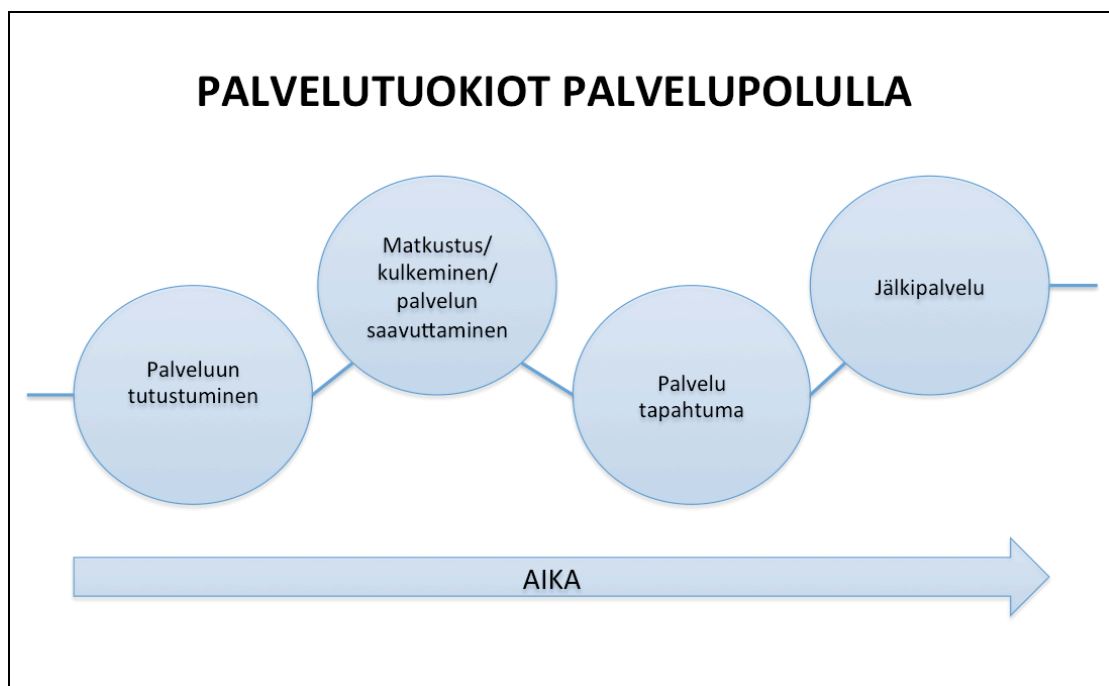 PALVELUTUOKIOT PALVELUPOLULLA
Palveluun
tutustuminen
Matkustus/
kulkeminen/
palvelun
saavuttaminen
Palvelu
tapahtuma
Jälkipalvelu
AIKA